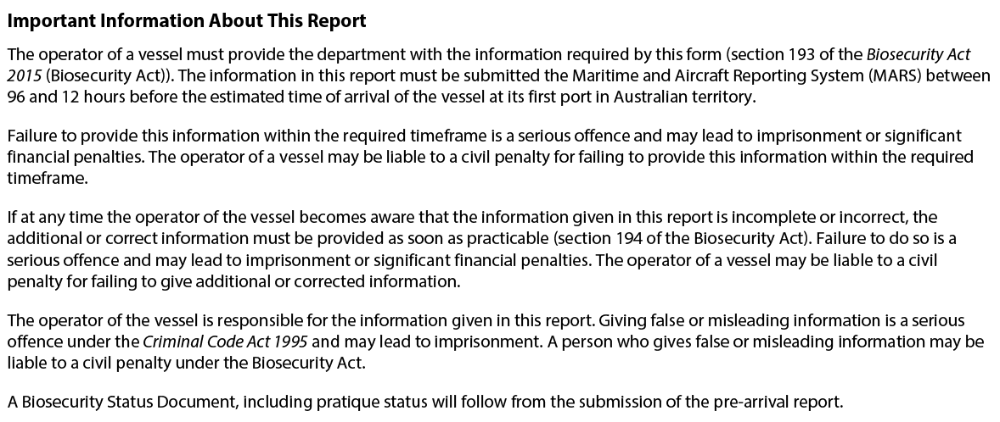 Important Information About This Report
The operator of a vessel must provide the department with the information required by this form (section 193 of the Biosecurity Act
2015 (Biosecurity Act)). The information in this report must be submitted the Maritime and Aircraft Reporting System (MARS) between
96 and 12 hours before the estimated time of arrival of the vessel at its first port in Australian territory.
Failure to provide this information within the required timeframe is a serious offence and may lead to imprisonment or significant
financial penalties. The operator of a vessel may be liable to a civil penalty for failing to provide this information within the required
timeframe.
If at any time the operator of the vessel becomes aware that the information given in this report is incomplete or incorrect, the
additional or correct information must be provided as soon as practicable (section 194 of the Biosecurity Act). Failure to do so is a
serious offence and may lead to imprisonment or significant financial penalties. The operator of a vessel may be liable to a civil
penalty for failing to give additional or corrected information.
The operator of the vessel is responsible for the information given in this report. Giving false or misleading information is a serious
offence under the Criminal Code Act 1995 and may lead to imprisonment. A person who gives false or misleading information may be
liable to a civil penalty under the Biosecurity Act.
A Biosecurity Status Document, including pratique status will follow from the submission of the pre-arrival report.